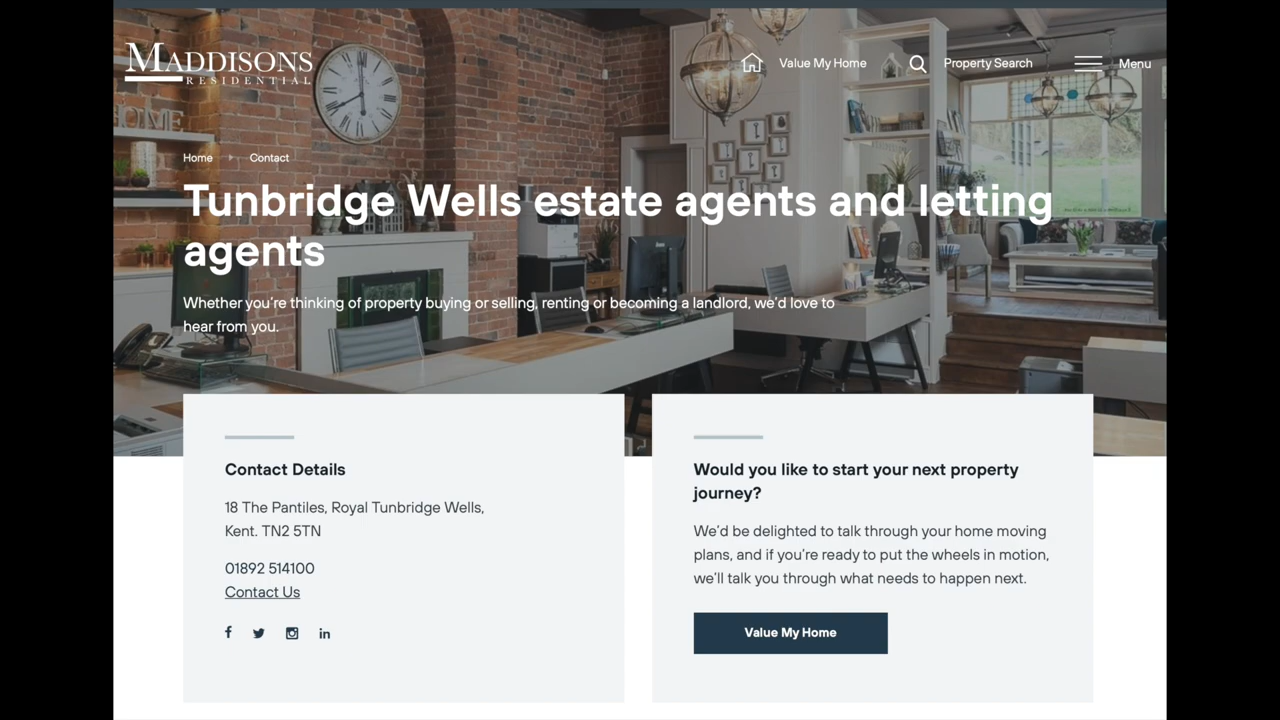 MADDISONS
RESIDENTIAL
Value My Home
Property Search
Menu
HOME
Home
Contact
Tunbridge Wells estate agents and letting
agents
Whether you're thinking of property buying or selling, renting or becoming a landlord, we'd love to
hear from you.
Contact Details
18 The Pantiles, Royal Tunbridge Wells,
Kent. TN2 5TN
01892 514100
Contact Us
Would you like to start your next property
journey?
We'd be delighted to talk through your home moving
plans, and if you're ready to put the wheels in motion,
we'll talk you through what needs to happen next.
Value My Home